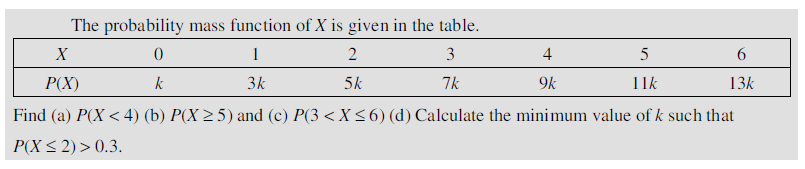 The probability mass function of X is given in the table.
X 0 1 2 3 4 5 6
P(X) k 3k 5k 7k 9k 11k 13k
Find (a) P(X < 4) (b) P(X ≥ 5) and (c) P(3 < X ≤ 6) (d) Calculate the minimum value of k such that
P(X ≤ 2) > 0.3.